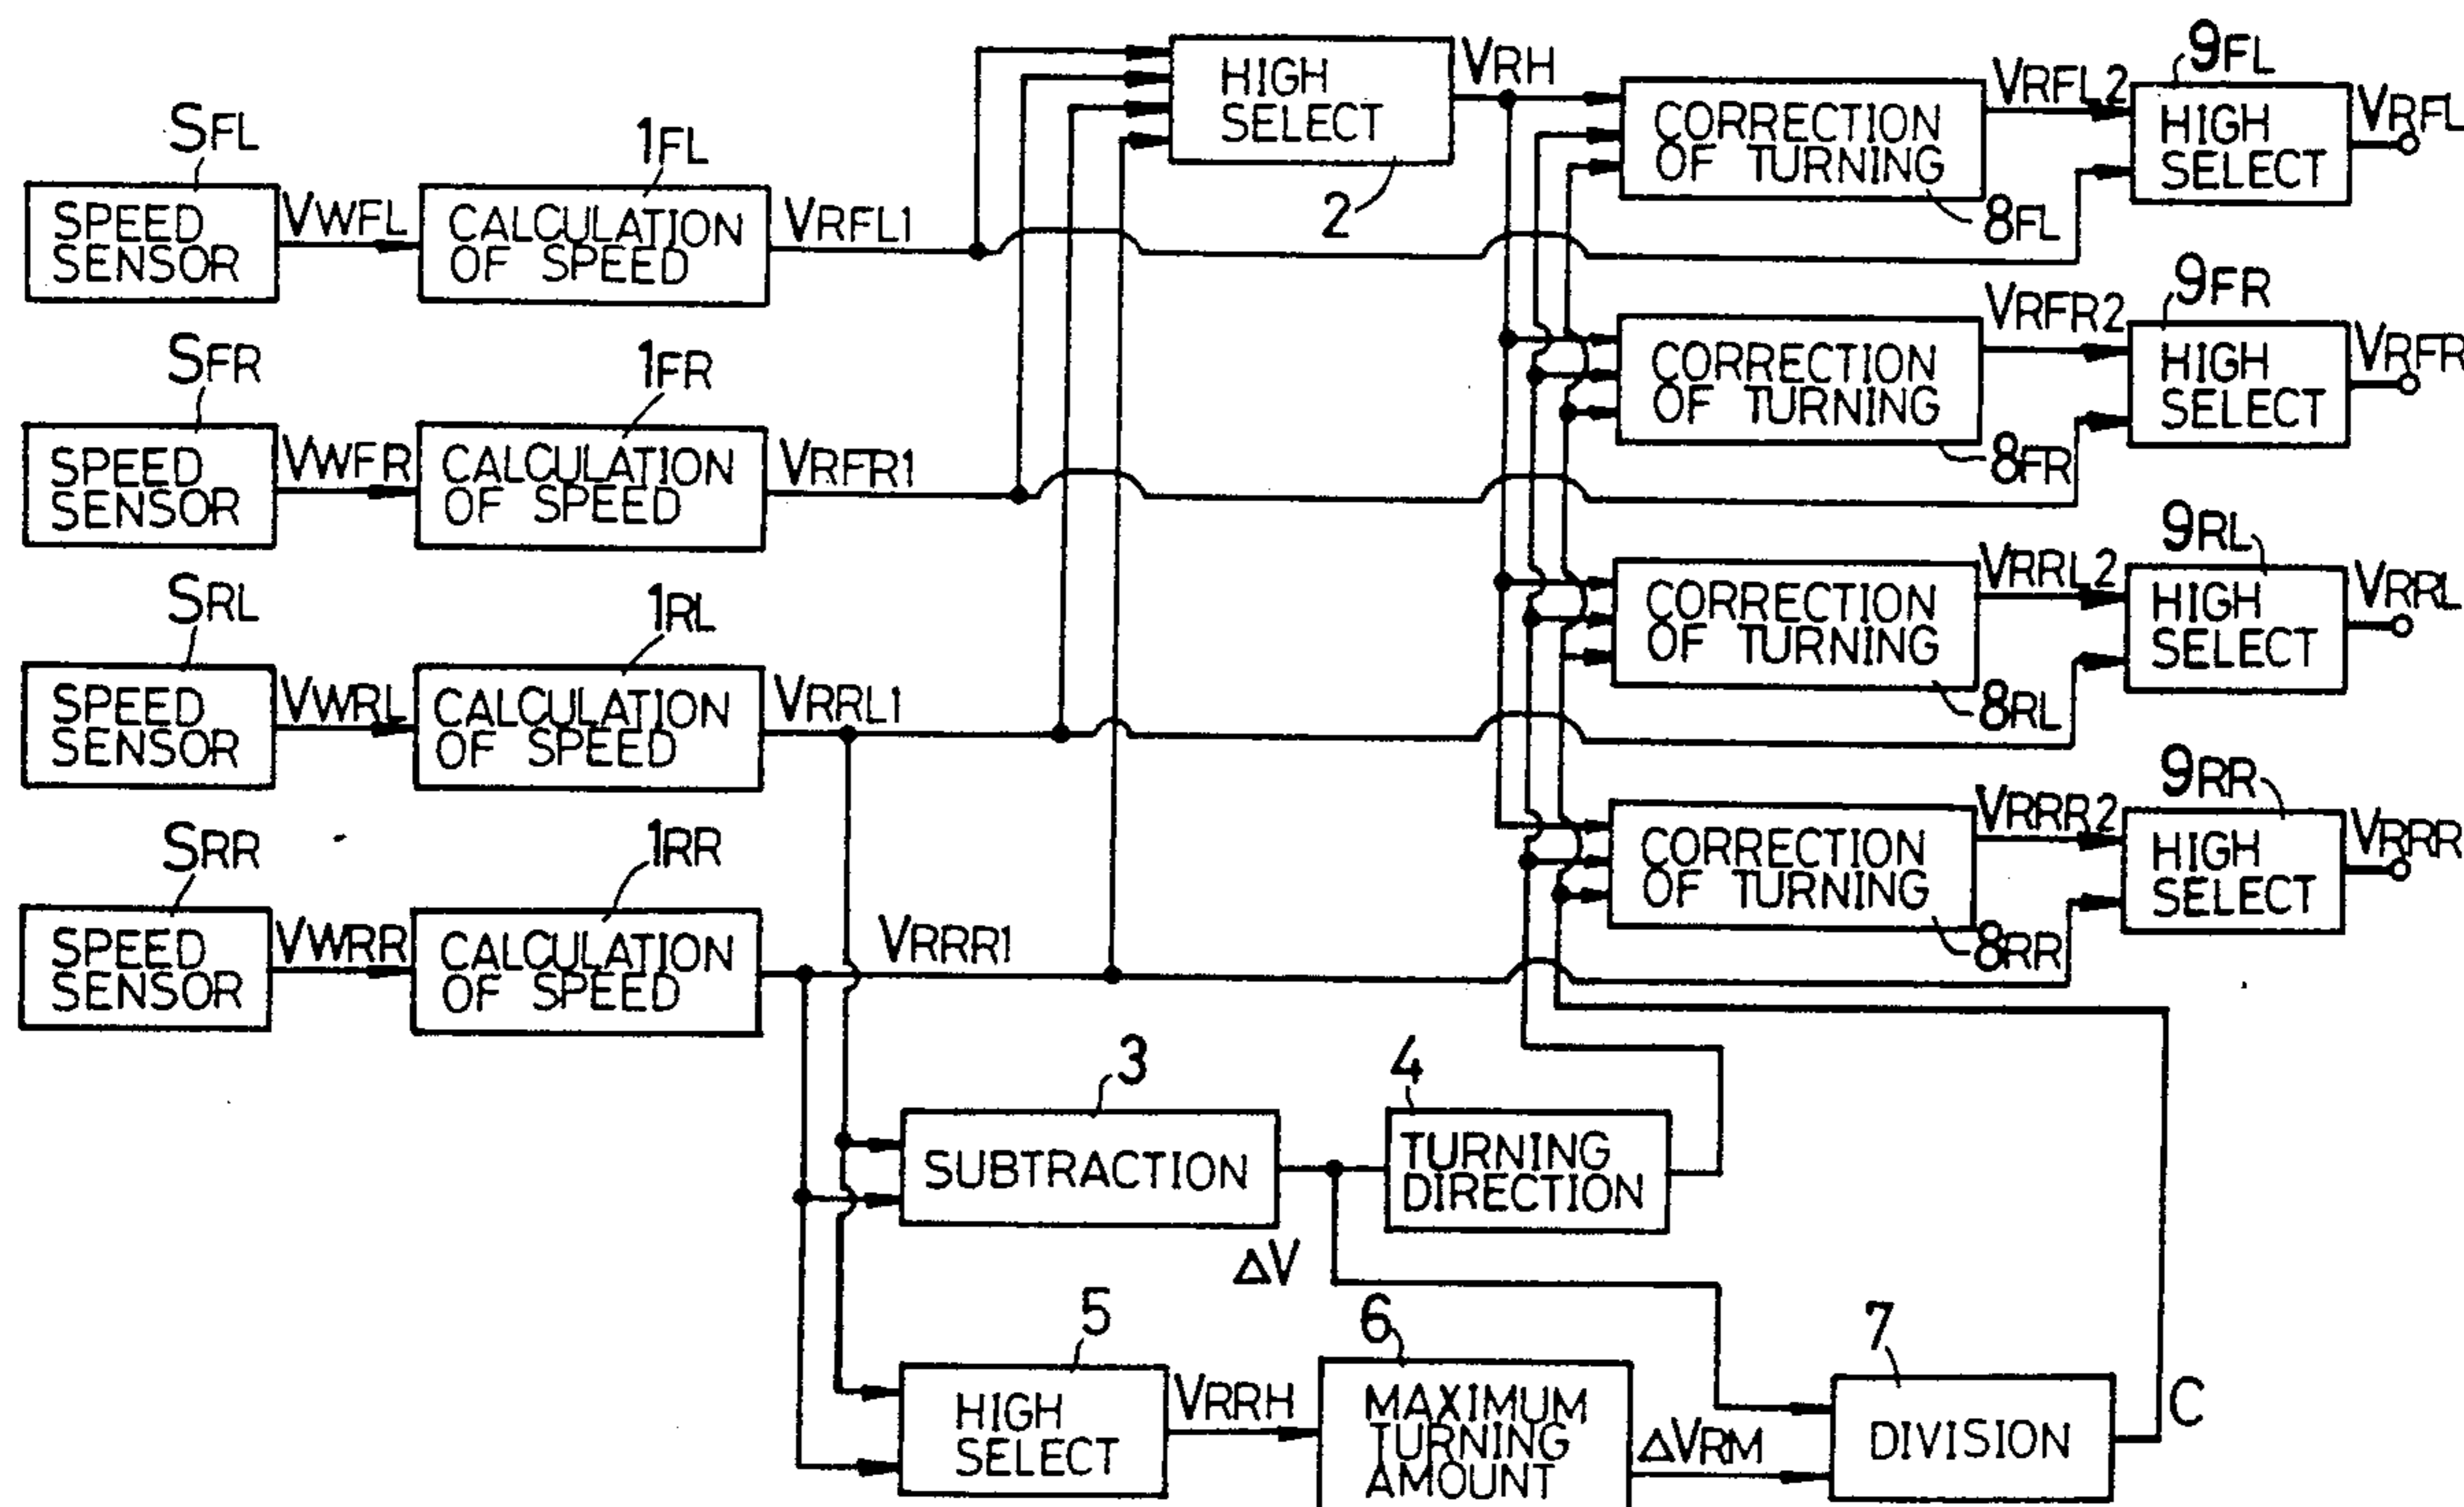 HIGH
SELECT
2
VRH
CORRECTION
OF TURNING
8FL
VRFL2
9FL
HIGH
SELECT
VRFL
SFL
SPEED
SENSOR
VWFL
1FL
CALCULATION
OF SPEED
VRFL1
SFR
SPEED
SENSOR
VWFR
1FR
CALCULATION
OF SPEED
VRFR1
CORRECTION
OF TURNING
8FR
VRFR2
9FR
HIGH
SELECT
VRFR
SRL
SPEED
SENSOR
VWRL
1RL
CALCULATION
OF SPEED
VRRL1
CORRECTION
OF TURNING
8RL
VRRL2
9RL
HIGH
SELECT
VRRL
SRR
SPEED
SENSOR
VWRR
1RR
CALCULATION
OF SPEED
VRRR1
CORRECTION
OF TURNING
8RR
VRRR2
9RR
HIGH
SELECT
VRRR
3
SUBTRACTION
ΔV
4
TURNING
DIRECTION
5
HIGH
SELECT
VRRH
6
MAXIMUM
TURNING
AMOUNT
ΔVRM
7
DIVISION
C